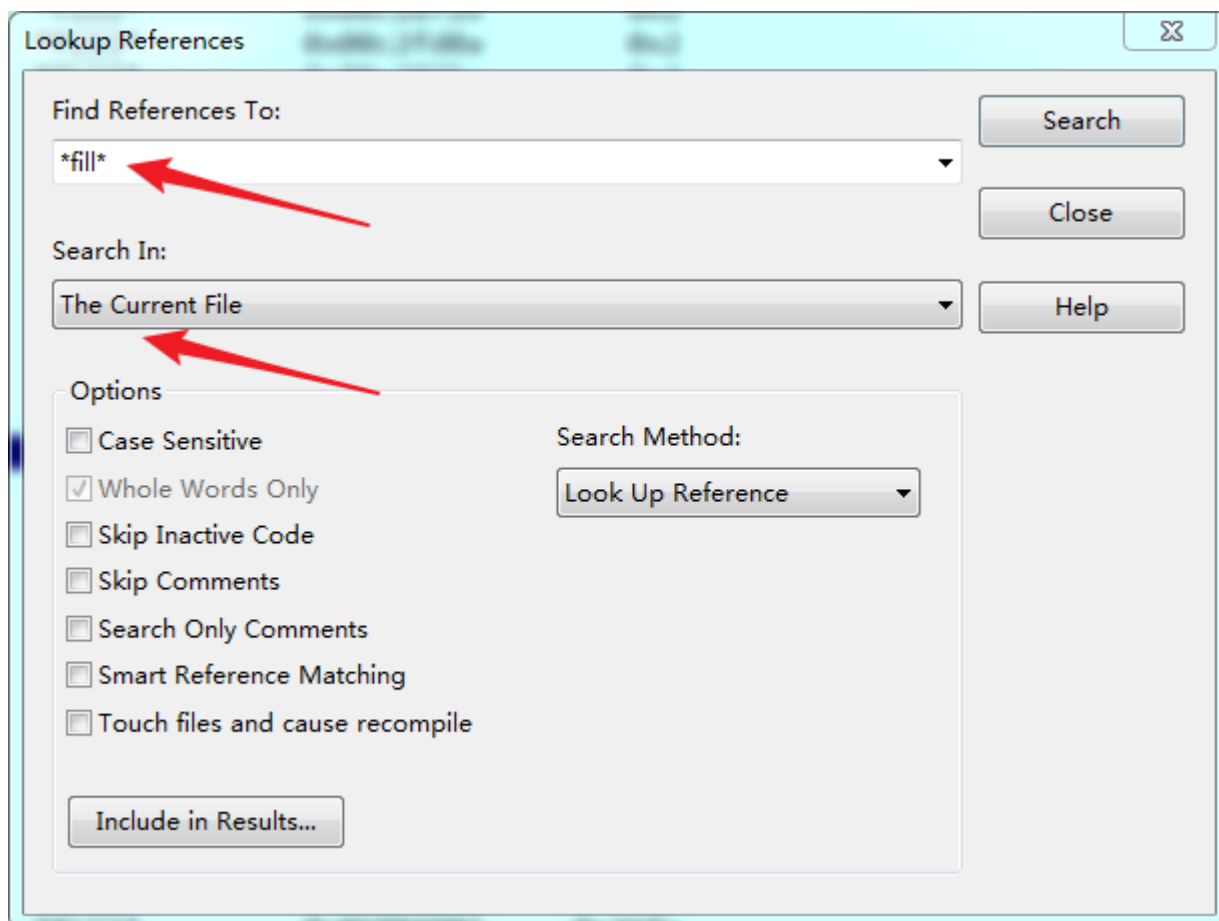 Lookup References
Find References To:
*fill*
Search
Close
Search In:
The Current File
Help
Options
Case Sensitive
Search Method:
Whole Words Only
Look Up Reference
Skip Inactive Code
Skip Comments
Search Only Comments
Smart Reference Matching
Touch files and cause recompile
Include in Results...